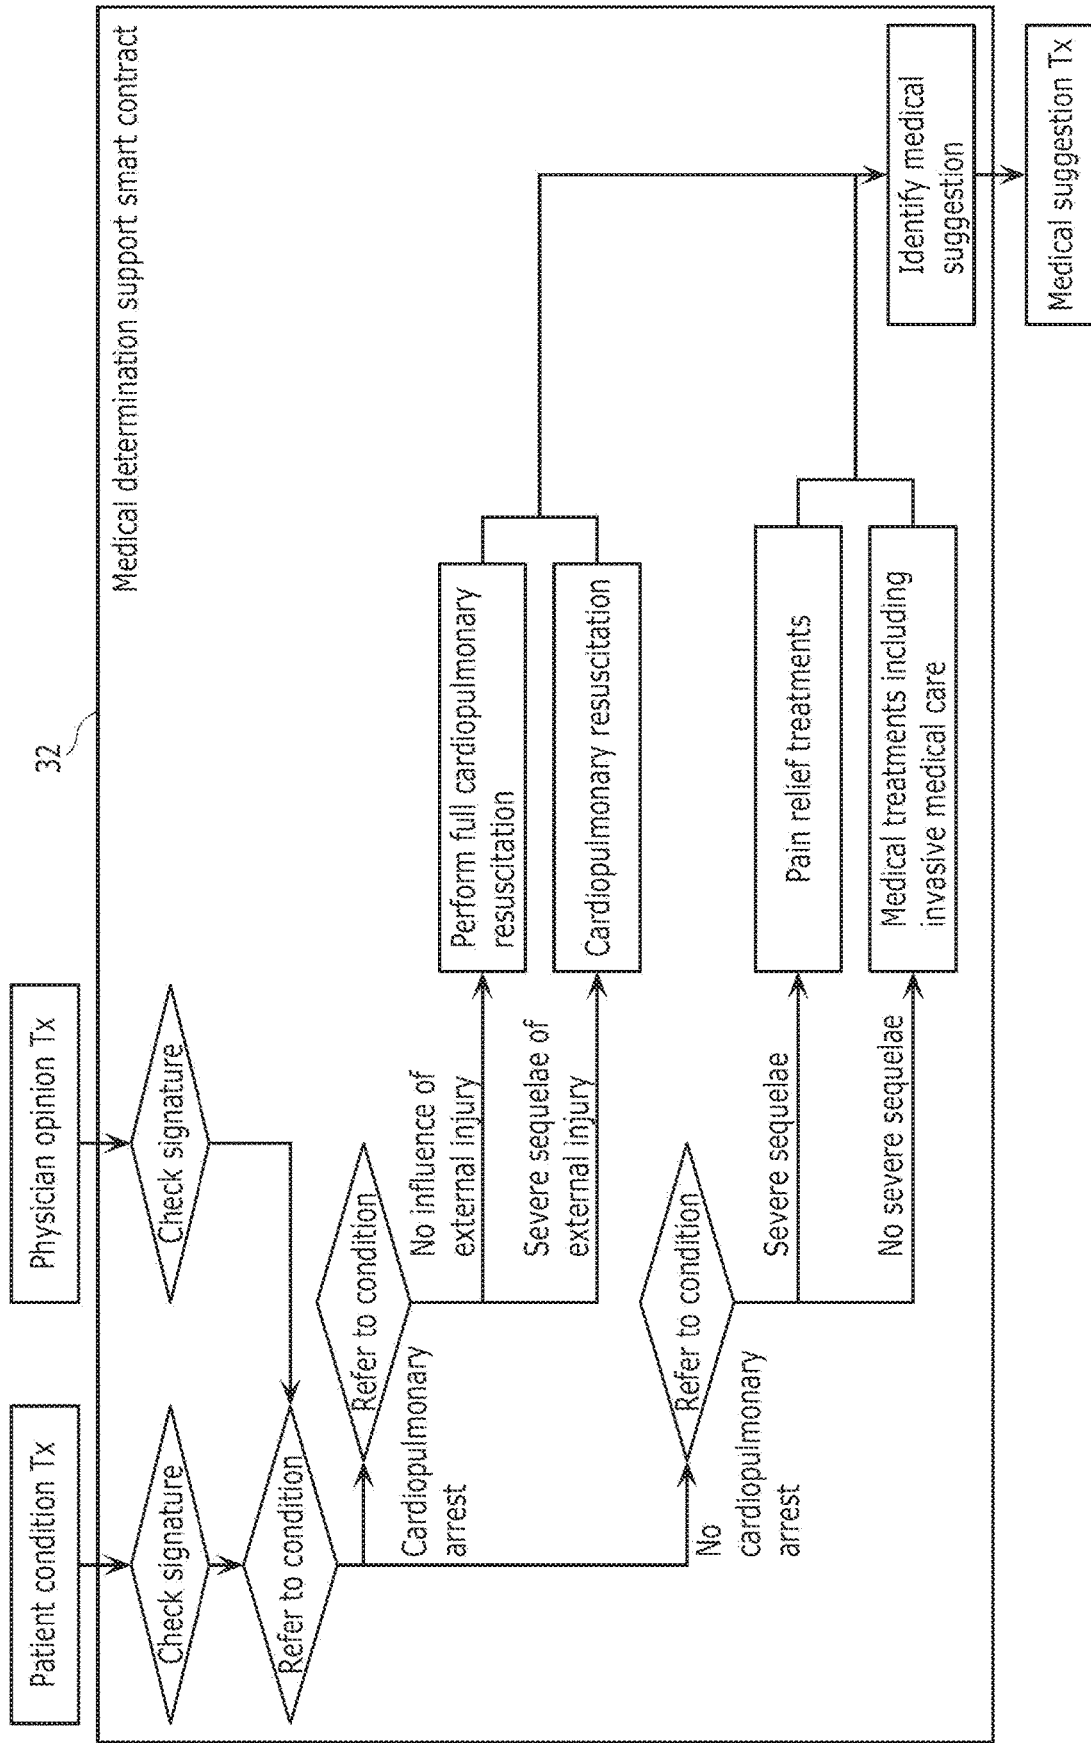 32
Medical determination support smart contract
Patient condition Tx
Physician opinion Tx
Check signature
Check signature
Refer to condition
Cardiopulmonary
arrest
Refer to condition
No influence of
external injury
Perform full cardiopulmonary
resuscitation
Severe sequelae of
external injury
Cardiopulmonary resuscitation
No
cardiopulmonary
arrest
Refer to condition
Severe sequelae
Pain relief treatments
No severe sequelae
Medical treatments including
invasive medical care
Identify medical
suggestion
Medical suggestion Tx